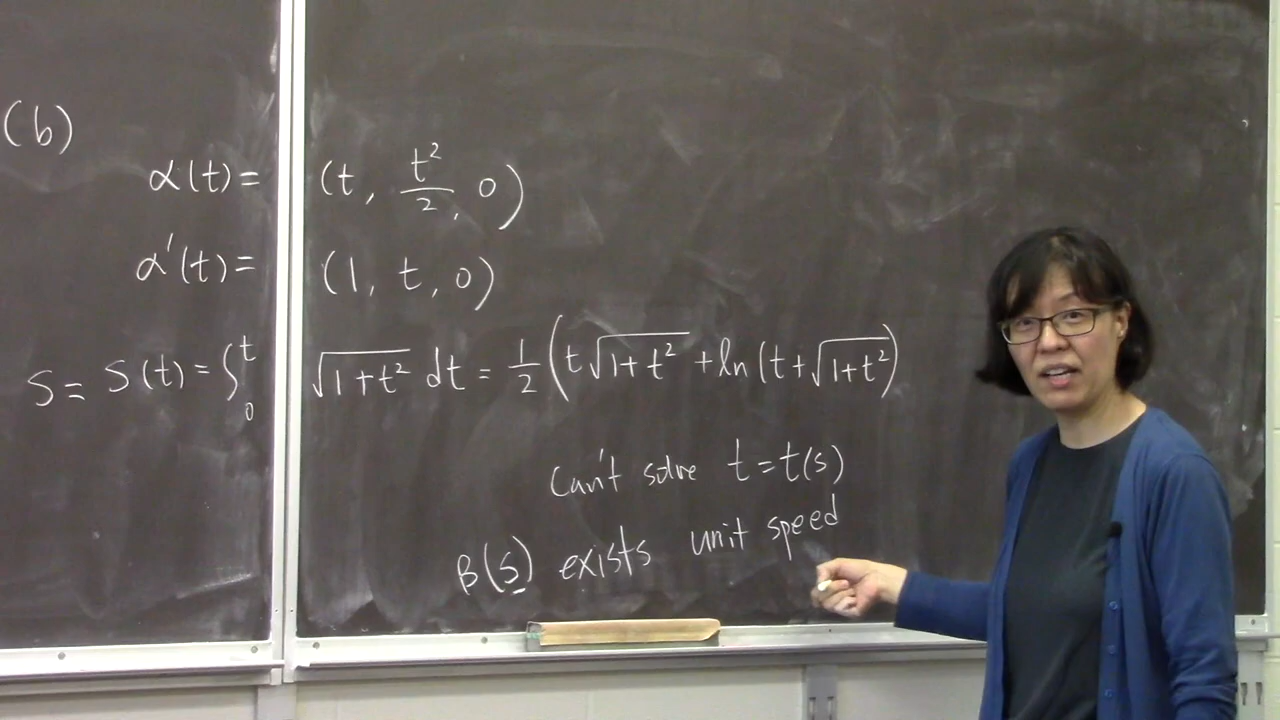 (b)
α(t) = (t, t²/2, 0)
α'(t) = (1, t, 0)
S = S(t) = ∫₀ᵗ √(1+t²) dt = 1/2 (t√(1+t²) + ln (t+√(1+t²))
Can't solve t = t(s)
β(s) exists unit speed